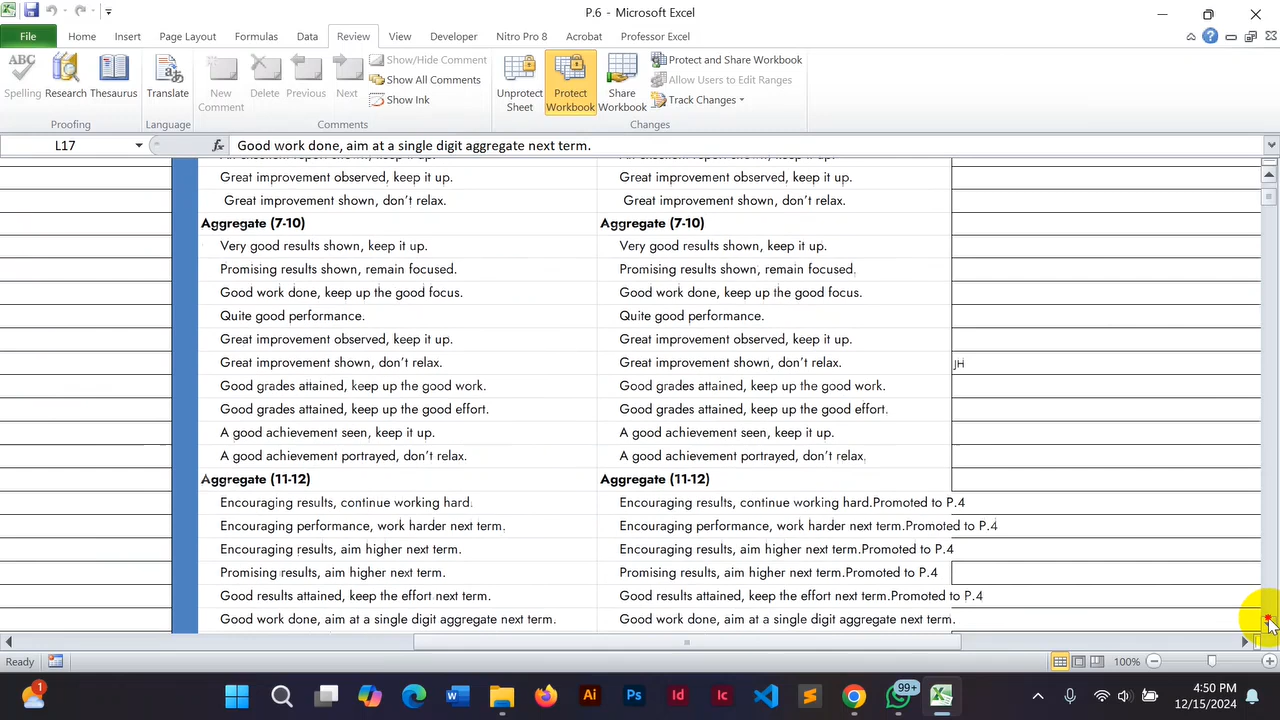 P.6 - Microsoft Excel
File Home Insert Page Layout Formulas Data Review View Developer Nitro Pro 8 Acrobat Professor Excel
ABC Spelling Research Thesaurus Translate New Comment Delete Previous Next Show/Hide Comment Show All Comments Show Ink Unprotect Sheet Protect Workbook Share Workbook Protect and Share Workbook Allow Users to Edit Ranges Track Changes
Proofing Language Comments Changes
L17 fx Good work done, aim at a single digit aggregate next term.
Great improvement observed, keep it up. Great improvement observed, keep it up.
Great improvement shown, don't relax. Great improvement shown, don't relax.
Aggregate (7-10) Aggregate (7-10)
Very good results shown, keep it up. Very good results shown, keep it up.
Promising results shown, remain focused. Promising results shown, remain focused.
Good work done, keep up the good focus. Good work done, keep up the good focus.
Quite good performance. Quite good performance.
Great improvement observed, keep it up. Great improvement observed, keep it up.
Great improvement shown, don't relax. Great improvement shown, don't relax. JH
Good grades attained, keep up the good work. Good grades attained, keep up the good work.
Good grades attained, keep up the good effort. Good grades attained, keep up the good effort.
A good achievement seen, keep it up. A good achievement seen, keep it up.
A good achievement portrayed, don't relax. A good achievement portrayed, don't relax.
Aggregate (11-12) Aggregate (11-12)
Encouraging results, continue working hard. Encouraging results, continue working hard.Promoted to P.4
Encouraging performance, work harder next term. Encouraging performance, work harder next term.Promoted to P.4
Encouraging results, aim higher next term. Encouraging results, aim higher next term.Promoted to P.4
Promising results, aim higher next term. Promising results, aim higher next term.Promoted to P.4
Good results attained, keep the effort next term. Good results attained, keep the effort next term.Promoted to P.4
Good work done, aim at a single digit aggregate next term. Good work done, aim at a single digit aggregate next term.
Ready 100%
1 Ai Ps Id Ic 99+ 4:50 PM
12/15/2024